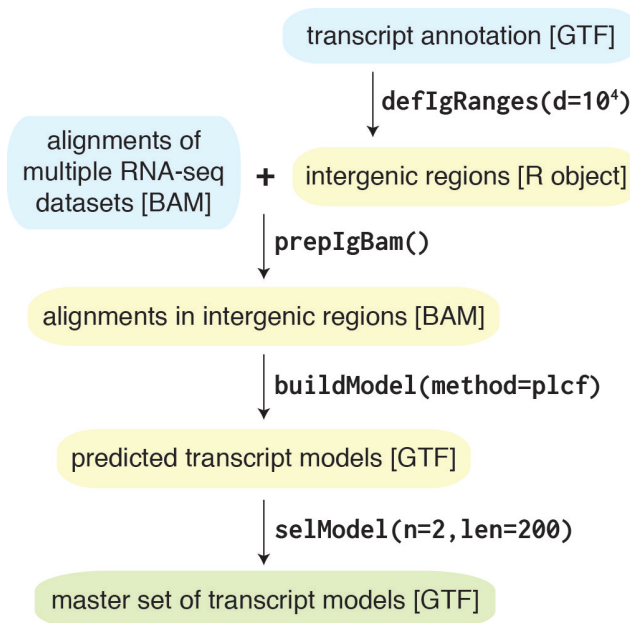 transcript annotation [GTF]
defIgRanges(d=10⁴)
alignments of
multiple RNA-seq
datasets [BAM]
+
intergenic regions [R object]
prepIgBam()
alignments in intergenic regions [BAM]
buildModel(method=plcf)
predicted transcript models [GTF]
selModel(n=2,len=200)
master set of transcript models [GTF]